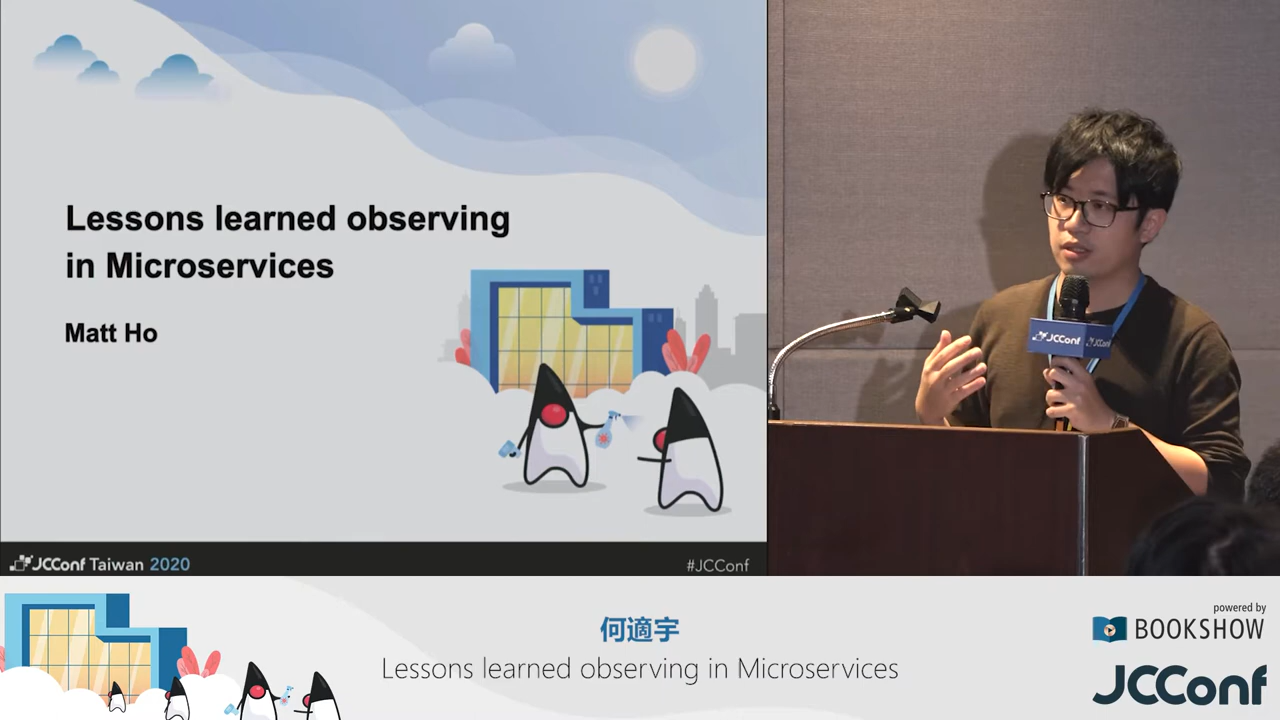 Lessons learned observing
in Microservices
Matt Ho
JCConf Taiwan 2020
#JCConf
JCConf
JCConf
何適宇
Lessons learned observing in Microservices
powered by
BOOKSHOW
JCConf